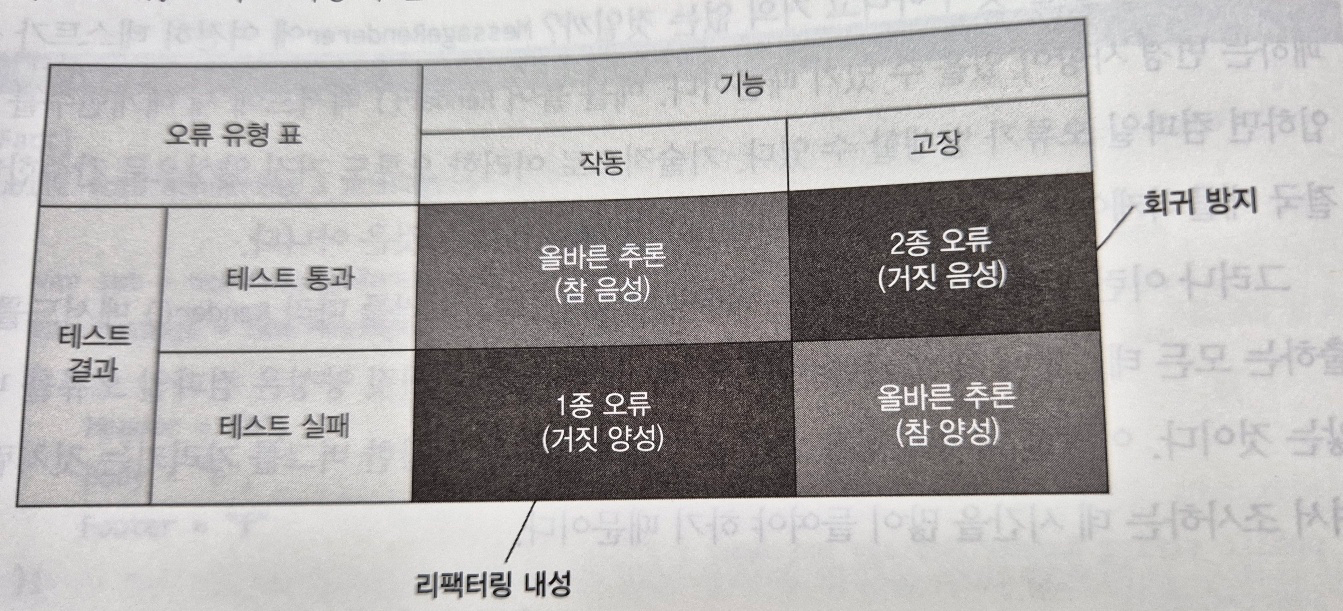 기능
오류 유형 표
작동
고장
회귀 방지
테스트 통과
올바른 추론
(참 음성)
2종 오류
(거짓 음성)
테스트
결과
테스트 실패
1종 오류
(거짓 양성)
올바른 추론
(참 양성)
리팩터링 내성